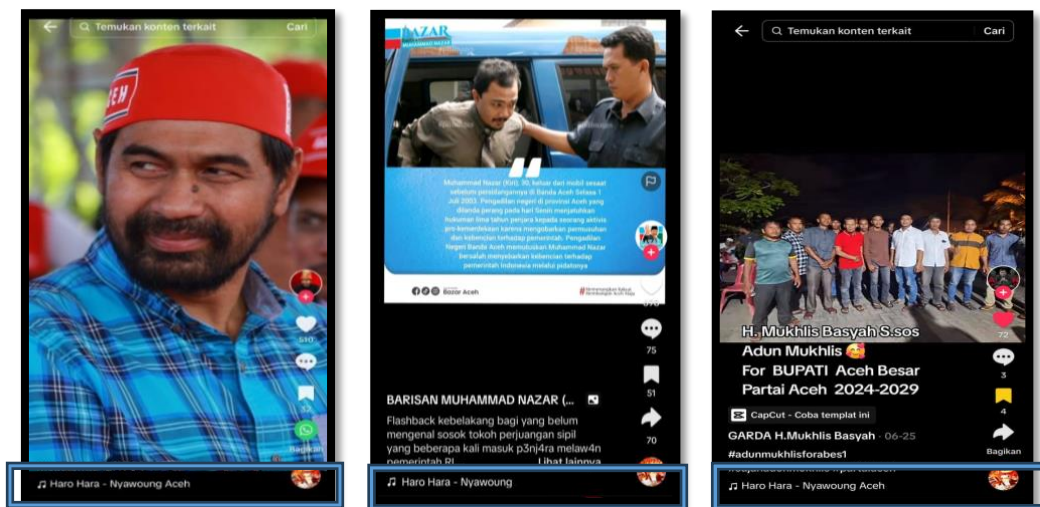 Temukan konten terkait Cari
EH
590
32
Bagikan
Haro Hara - Nyawoung Aceh
BAZAR
MUHAMMAD NAZAR
Muhammad Nazar (Kiri), 30, keluar dari mobil sesaat
sebelum persidangannya di Banda Aceh Selasa 1
Juli 2003. Pengadilan negeri di provinsi Aceh yang
dilanda perang pada hari Senin menjatuhkan
hukuman lima tahun penjara kepada seorang aktivis
pro-kemerdekaan karena mengobarkan permusuhan
dan kebencian terhadap pemerintah. Pengadilan
Negeri Banda Aceh memutuskan Muhammad Nazar
bersalah menyebarkan kebencian terhadap
pemerintah Indonesia melalui pidatonya
Bazar Aceh
75
51
70
BARISAN MUHAMMAD NAZAR (...
Flashback kebelakang bagi yang belum
mengenal sosok tokoh perjuangan sipil
yang beberapa kali masuk p3nj4ra melaw4n
pemerintah RI Lihat lainnya
Haro Hara - Nyawoung
Temukan konten terkait Cari
H. Mukhlis Basyah S.sos
Adun Mukhlis 🥰
For BUPATI Aceh Besar
Partai Aceh 2024-2029
72
3
4
CapCut - Coba templat ini
GARDA H.Mukhlis Basyah · 06-25
Bagikan
#adunmukhlisforabes1
Haro Hara - Nyawoung Aceh